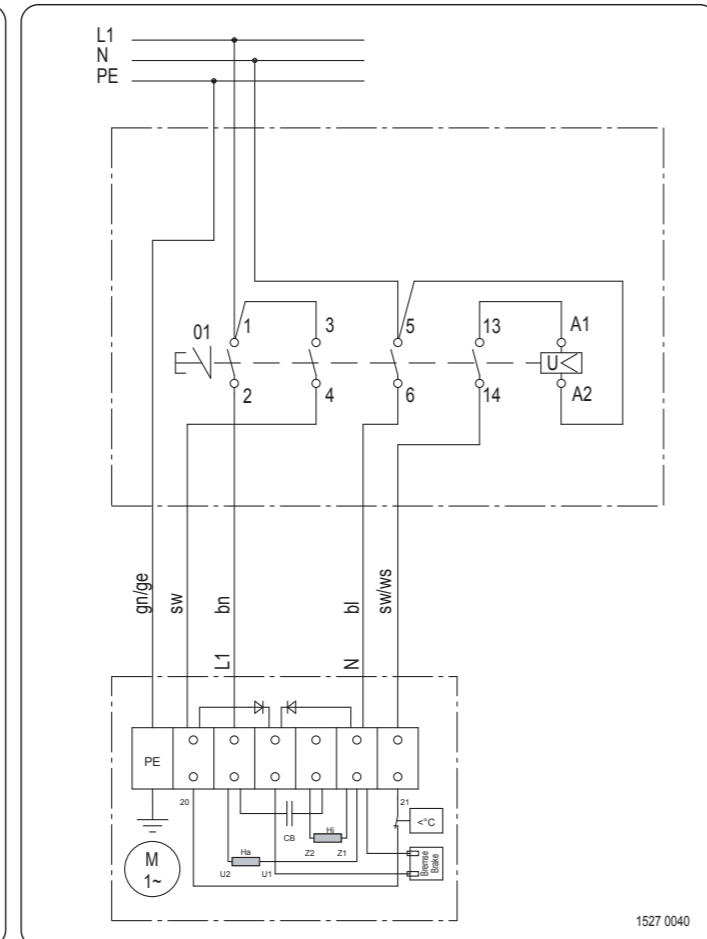 L1
N
PE
01 1 3 5 13 A1
U<
2 4 6 14 A2
gn/ge sw bn bl sw/ws
L1 N
PE
20 21
<°C
CB
Ha Hi
U2 U1 Z2 Z1
Bremse
Brake
M
1~
1527 0040